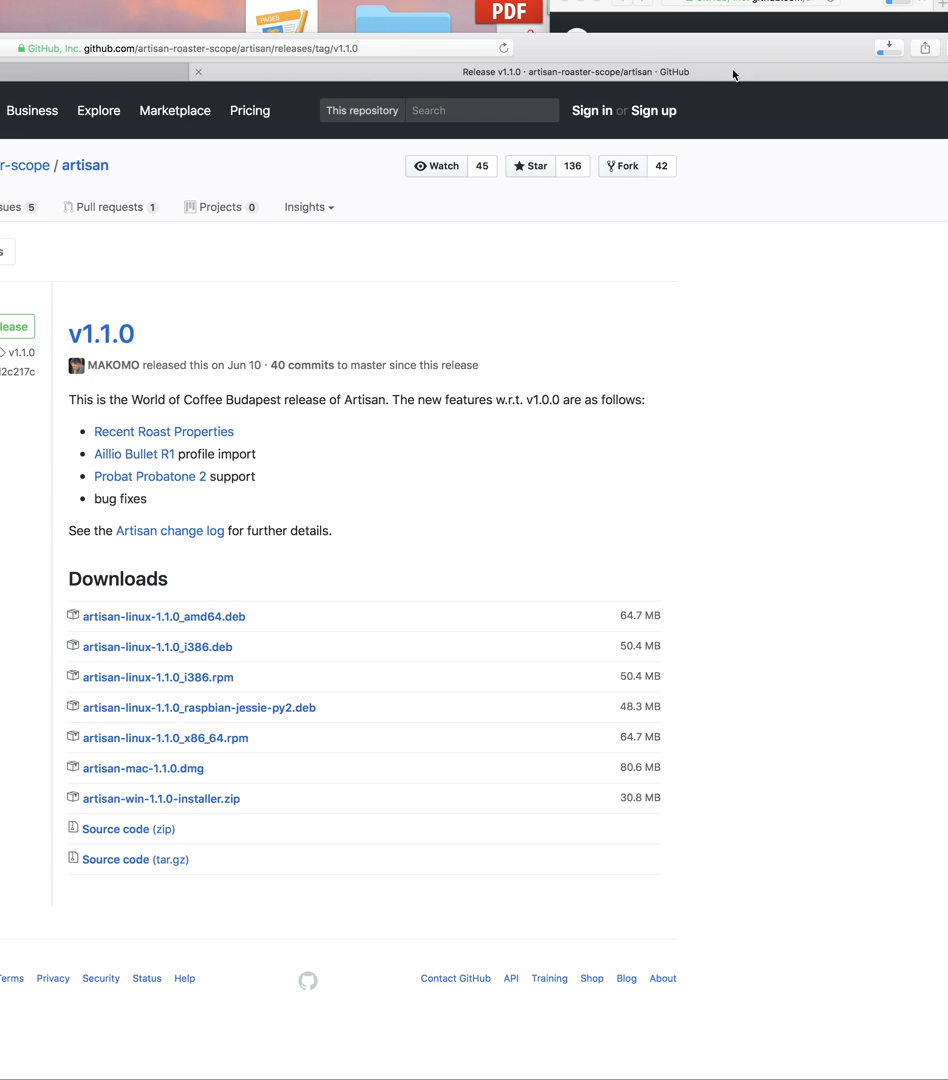 PAGES
PDF
GitHub, Inc. github.com/artisan-roaster-scope/artisan/releases/tag/v1.1.0
Release v1.1.0 · artisan-roaster-scope/artisan · GitHub
Business Explore Marketplace Pricing This repository Search Sign in or Sign up
r-scope / artisan
Watch 45 Star 136 Fork 42
sues 5 Pull requests 1 Projects 0 Insights
s
lease
v1.1.0
v1.1.0
l2c217c
MAKOMO released this on Jun 10 · 40 commits to master since this release
This is the World of Coffee Budapest release of Artisan. The new features w.r.t. v1.0.0 are as follows:
• Recent Roast Properties
• Aillio Bullet R1 profile import
• Probat Probatone 2 support
• bug fixes
See the Artisan change log for further details.
Downloads
artisan-linux-1.1.0_amd64.deb 64.7 MB
artisan-linux-1.1.0_i386.deb 50.4 MB
artisan-linux-1.1.0_i386.rpm 50.4 MB
artisan-linux-1.1.0_raspbian-jessie-py2.deb 48.3 MB
artisan-linux-1.1.0_x86_64.rpm 64.7 MB
artisan-mac-1.1.0.dmg 80.6 MB
artisan-win-1.1.0-installer.zip 30.8 MB
Source code (zip)
Source code (tar.gz)
Terms Privacy Security Status Help Contact GitHub API Training Shop Blog About